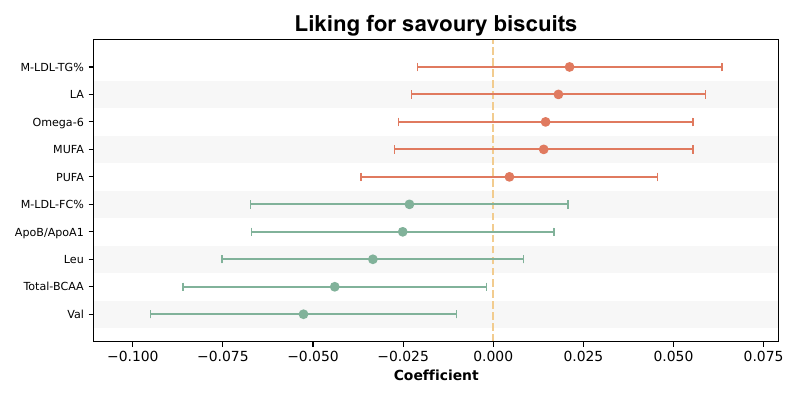 Liking for savoury biscuits
M-LDL-TG%
LA
Omega-6
MUFA
PUFA
M-LDL-FC%
ApoB/ApoA1
Leu
Total-BCAA
Val
−0.100 −0.075 −0.050 −0.025 0.000 0.025 0.050 0.075
Coefficient